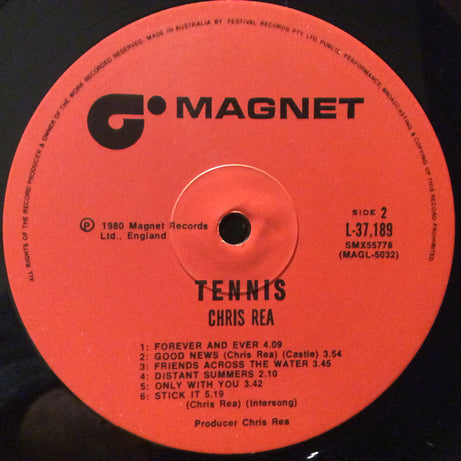 ALL RIGHTS OF THE RECORD PRODUCER & OWNER OF THE WORK RECORDED RESERVED. MADE IN AUSTRALIA BY FESTIVAL RECORDS PTY. LTD. PUBLIC PERFORMANCE, BROADCASTING & COPYING OF THIS RECORD PROHIBITED
MAGNET
℗ 1980 Magnet Records
Ltd., England
SIDE 2
L-37,189
SMX55778
(MAGL-5032)
TENNIS
CHRIS REA
1: FOREVER AND EVER 4.09
2: GOOD NEWS (Chris Rea) (Castle) 3.54
3: FRIENDS ACROSS THE WATER 3.45
4: DISTANT SUMMERS 2.10
5: ONLY WITH YOU 3.42
6: STICK IT 5.19
(Chris Rea) (Intersong)
Producer Chris Rea